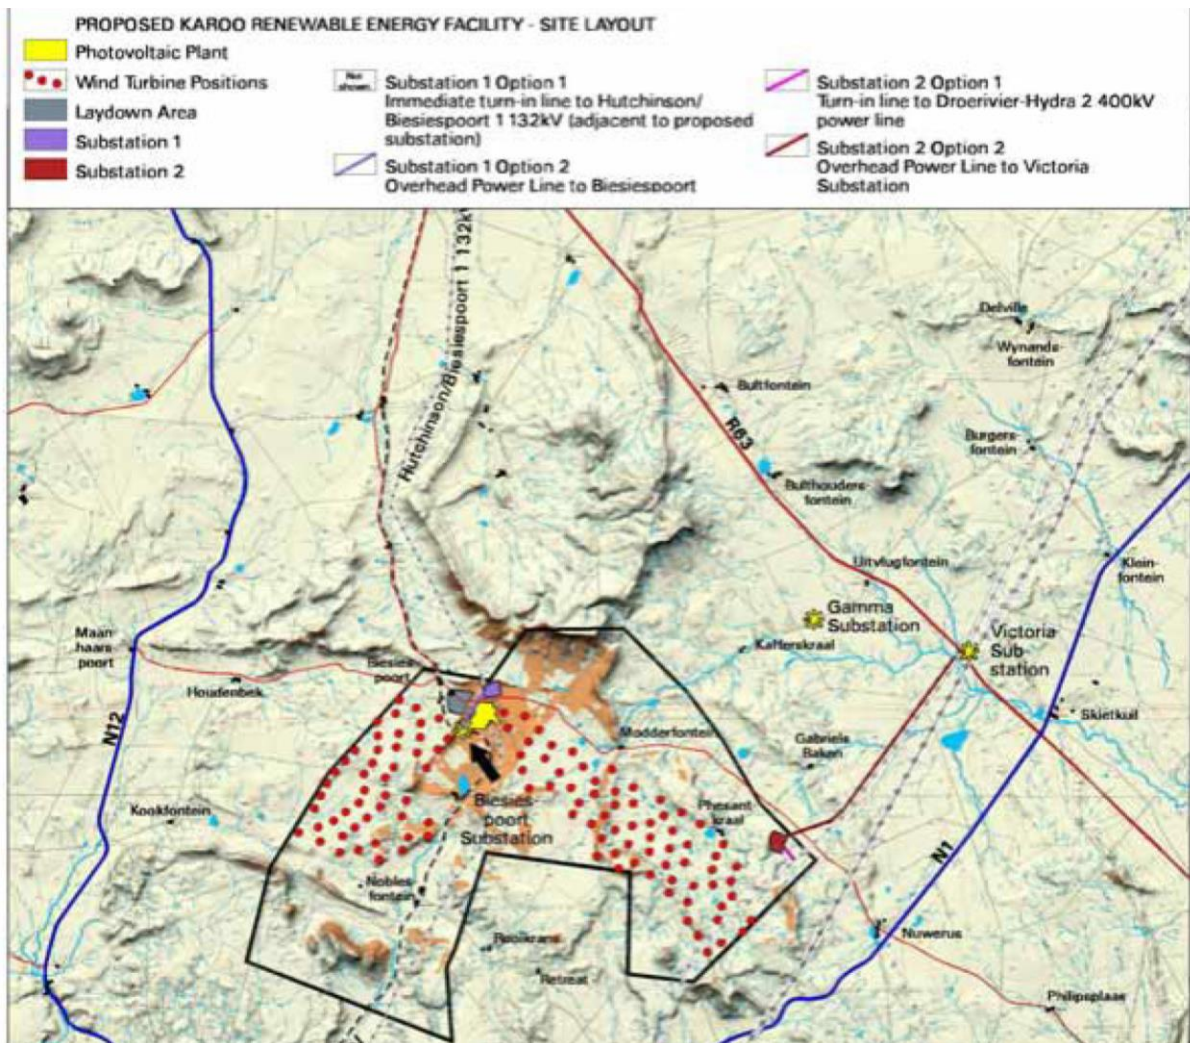 PROPOSED KAROO RENEWABLE ENERGY FACILITY - SITE LAYOUT
Photovoltaic Plant
Wind Turbine Positions
Laydown Area
Substation 1
Substation 2
Not
shown
Substation 1 Option 1
Immediate turn-in line to Hutchinson/
Biesiespoort 1 132kV (adjacent to proposed
substation)
Substation 1 Option 2
Overhead Power Line to Biesiespoort
Substation 2 Option 1
Turn-in line to Droerivier-Hydra 2 400kV
power line
Substation 2 Option 2
Overhead Power Line to Victoria
Substation
Hutchinson/Biesiespoort 1 132kV
Delville
Wynands-
fontein
Bultfontein
R63
Burgers-
fontein
Bulthouders-
fontein
Uitvlugfontein
Klein-
fontein
Gamma
Substation
Victoria
Sub-
station
Maan
haars
poort
Biesies
poort
Kafferskraal
Houdenbek
N12
Modderfontein
Skietkuil
Gabriels
Baken
Kookfontein
Biesies-
poort
Substation
Phesant
kraal
N1
Nobles
fontein
Rooikrans
Retreat
Nuwerus
Philipsplaas